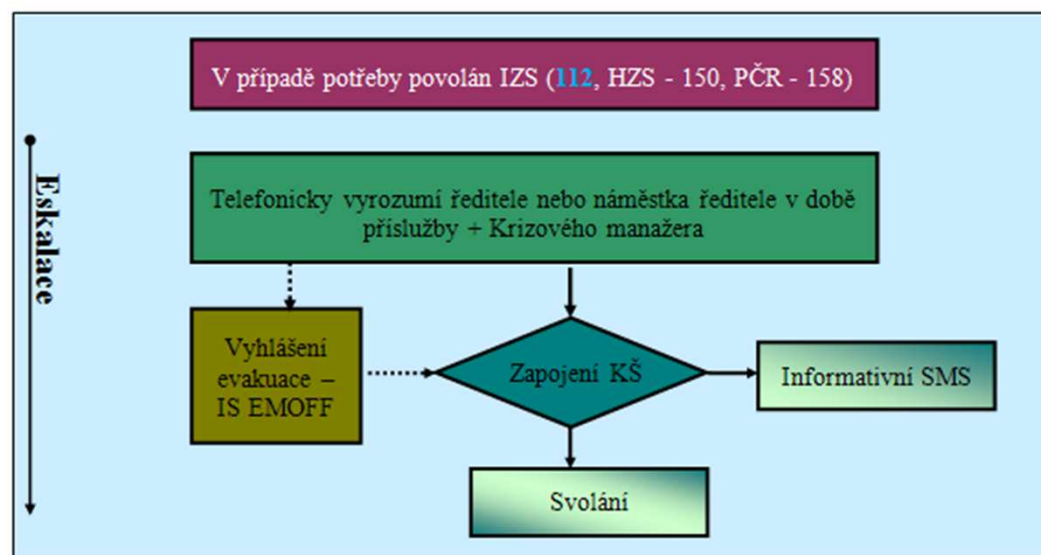 V případě potřeby povolán IZS (112, HZS - 150, PČR - 158)
Eskalace
Telefonicky vyrozumí ředitele nebo náměstka ředitele v době
příslužby + Krizového manažera
Vyhlášení
evakuace –
IS EMOFF
Zapojení KŠ
Informativní SMS
Svolání